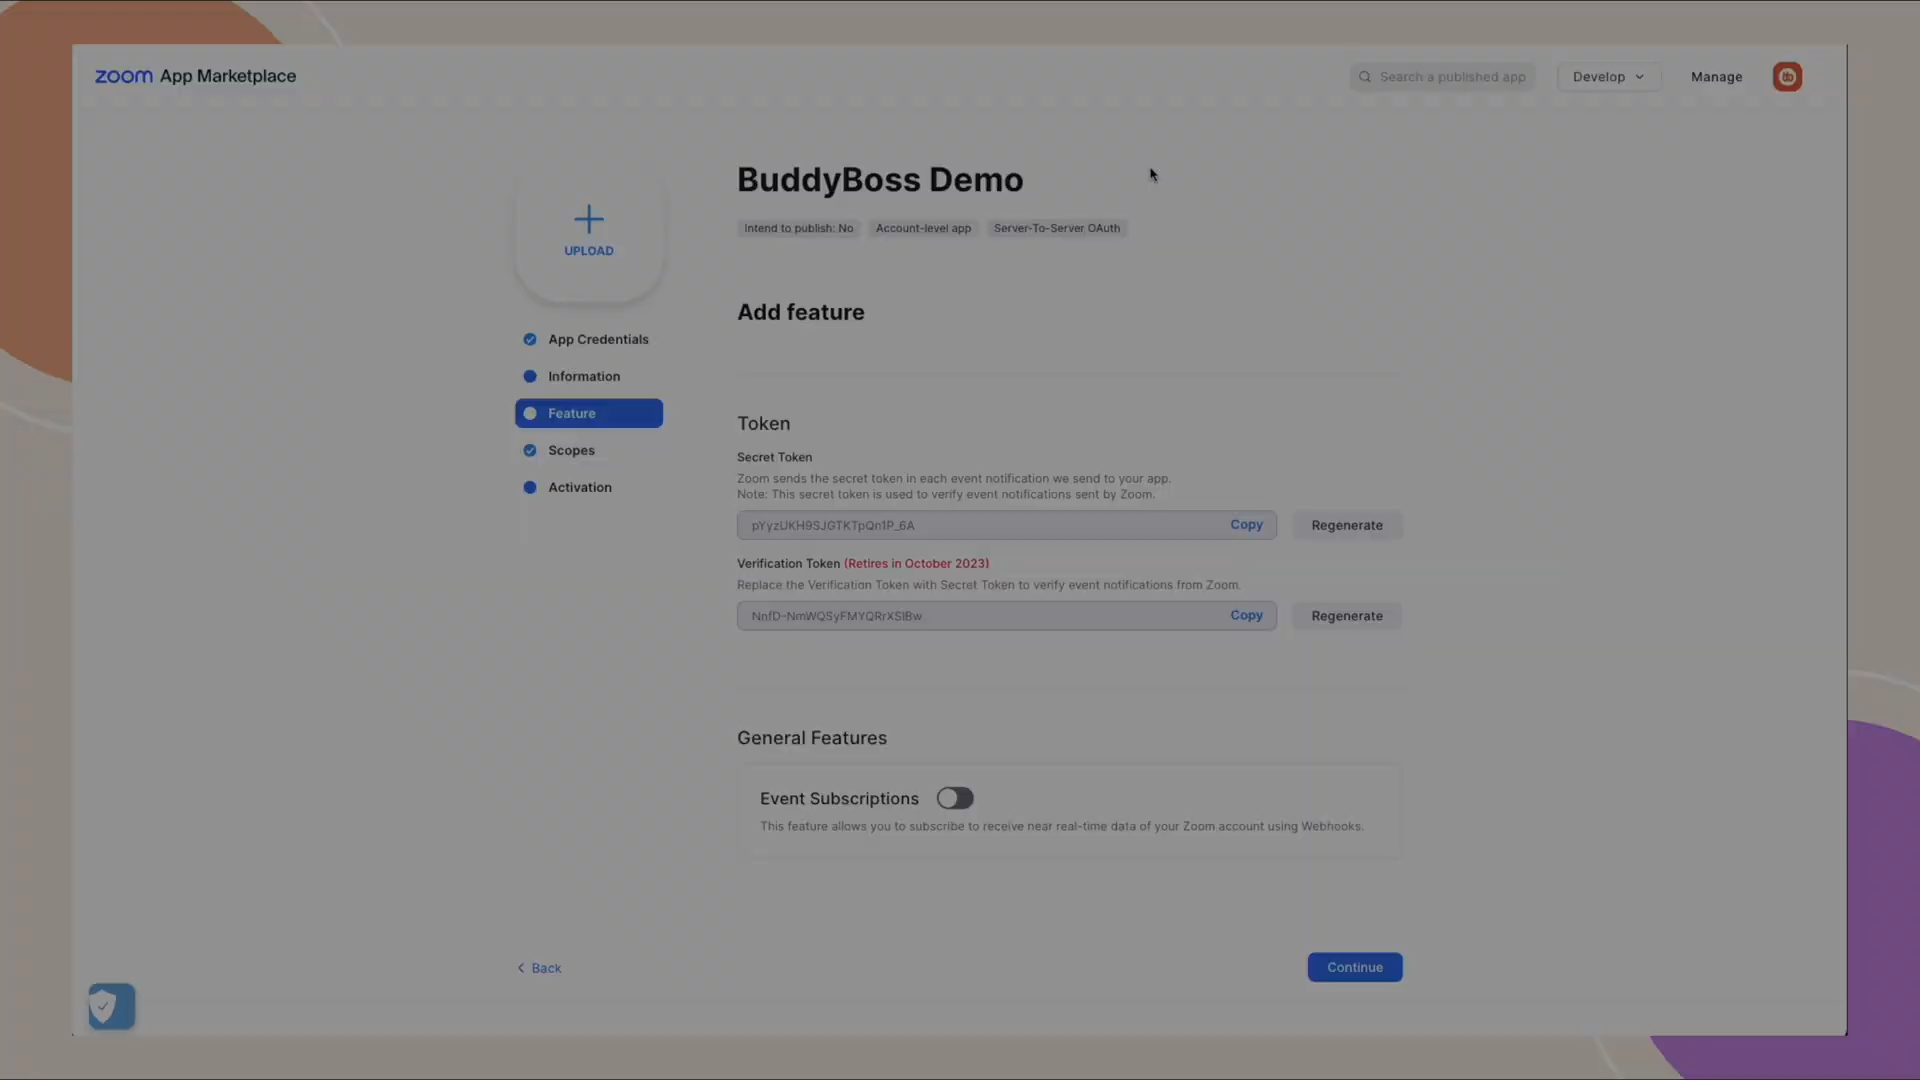 zoom App Marketplace
Search a published app
Develop
Manage
BuddyBoss Demo
UPLOAD
Intend to publish: No
Account-level app
Server-To-Server OAuth
Add feature
App Credentials
Information
Feature
Scopes
Activation
Token
Secret Token
Zoom sends the secret token in each event notification we send to your app.
Note: This secret token is used to verify event notifications sent by Zoom.
pYyzUKH9SJGTKTpQn1P_6A
Copy
Regenerate
Verification Token (Retires in October 2023)
Replace the Verification Token with Secret Token to verify event notifications from Zoom.
NnfD-NmWQSyFMYQRrXSIBw
Copy
Regenerate
General Features
Event Subscriptions
This feature allows you to subscribe to receive near real-time data of your Zoom account using Webhooks.
Back
Continue